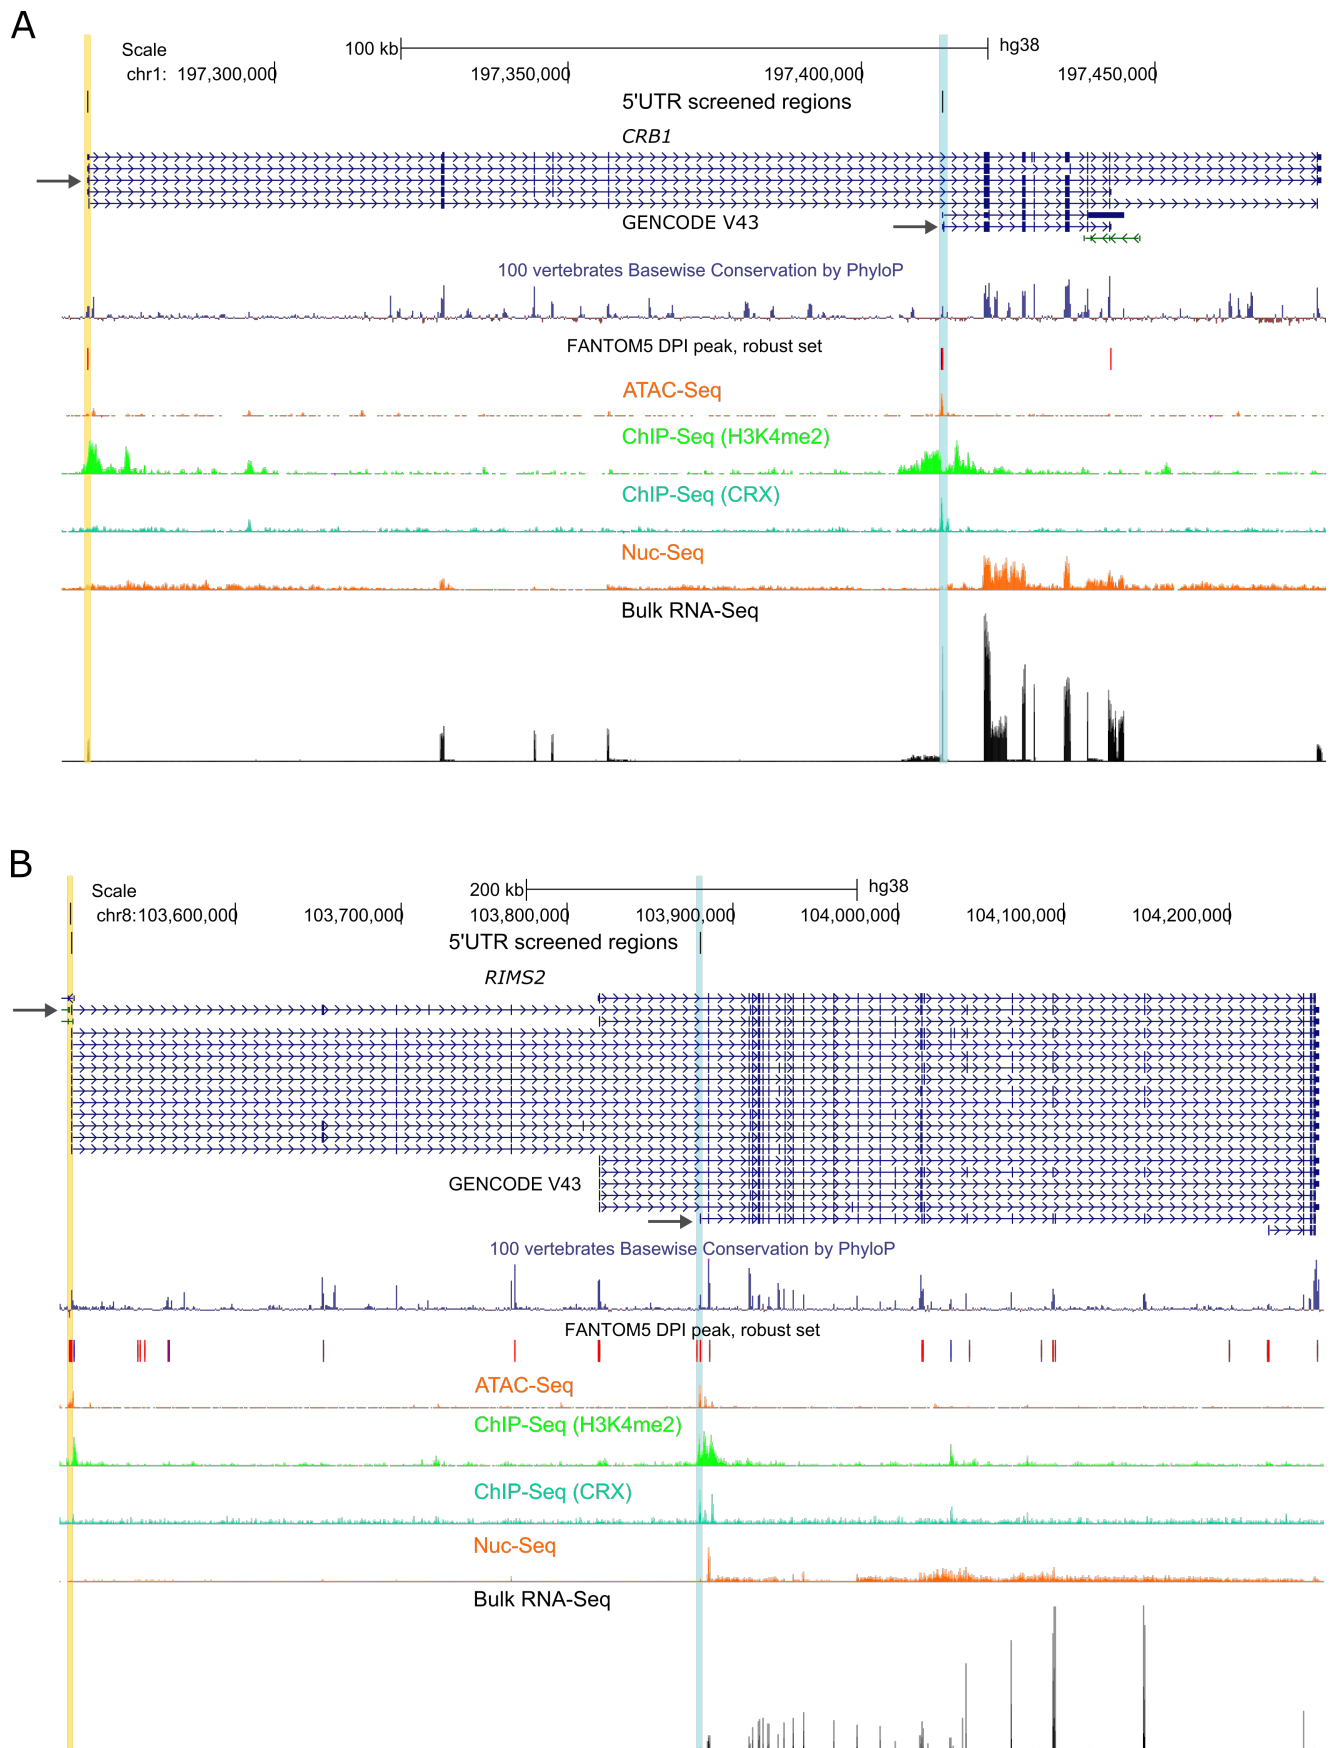 A
Scale 100 kb hg38
chr1: 197,300,000 197,350,000 197,400,000 197,450,000
5'UTR screened regions
CRB1
GENCODE V43
100 vertebrates Basewise Conservation by PhyloP
FANTOM5 DPI peak, robust set
ATAC-Seq
ChIP-Seq (H3K4me2)
ChIP-Seq (CRX)
Nuc-Seq
Bulk RNA-Seq
B
Scale 200 kb hg38
chr8: 103,600,000 103,700,000 103,800,000 103,900,000 104,000,000 104,100,000 104,200,000
5'UTR screened regions
RIMS2
GENCODE V43
100 vertebrates Basewise Conservation by PhyloP
FANTOM5 DPI peak, robust set
ATAC-Seq
ChIP-Seq (H3K4me2)
ChIP-Seq (CRX)
Nuc-Seq
Bulk RNA-Seq